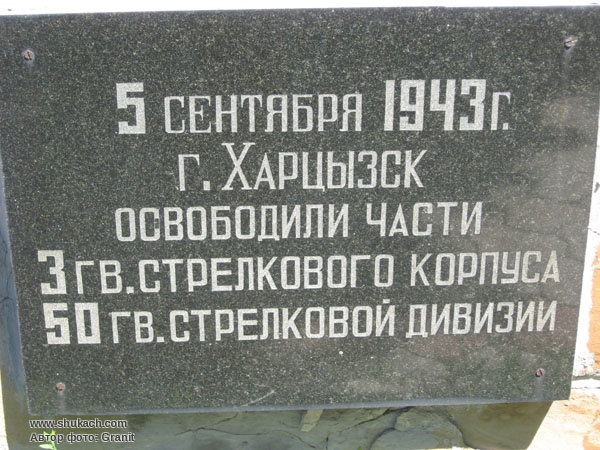 5 СЕНТЯБРЯ 1943г.
г. ХАРЦЫЗСК
ОСВОБОДИЛИ ЧАСТИ
3 ГВ. СТРЕЛКОВОГО КОРПУСА
50 ГВ. СТРЕЛКОВОЙ ДИВИЗИИ
www.shukach.com
Автор фото: Granit